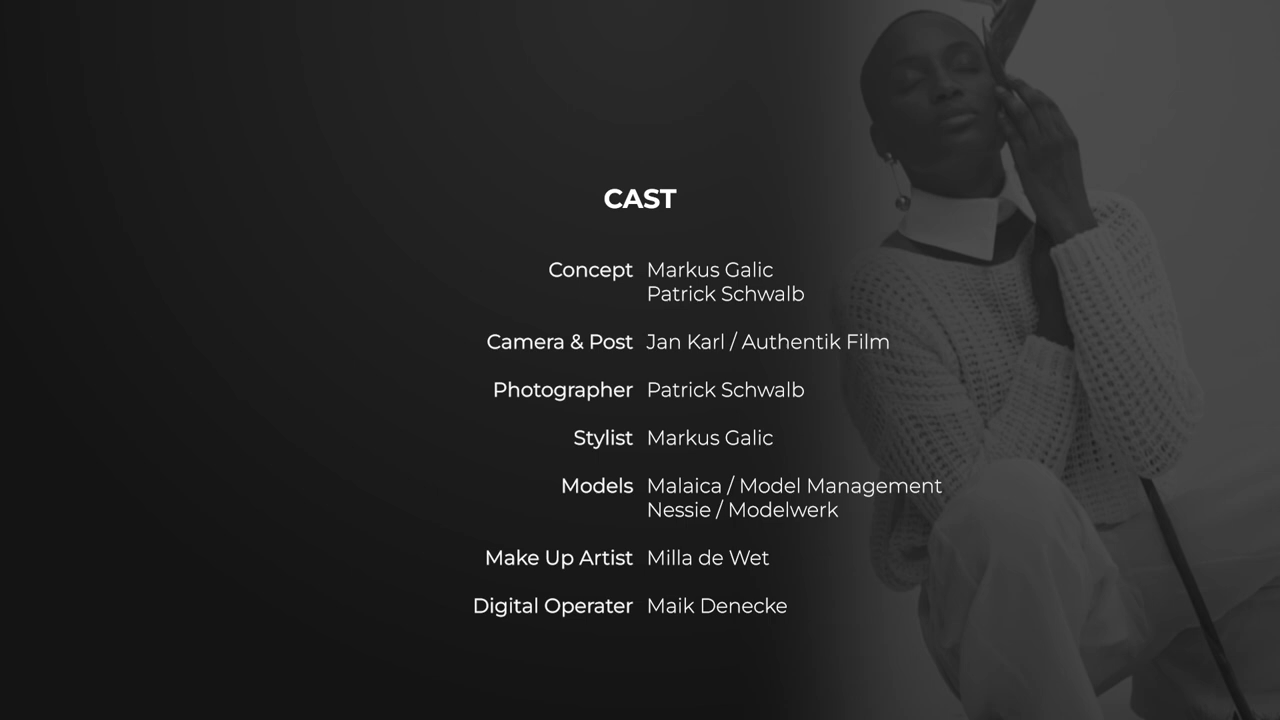 CAST
Concept Markus Galic
Patrick Schwalb
Camera & Post Jan Karl / Authentik Film
Photographer Patrick Schwalb
Stylist Markus Galic
Models Malaica / Model Management
Nessie / Modelwerk
Make Up Artist Milla de Wet
Digital Operater Maik Denecke